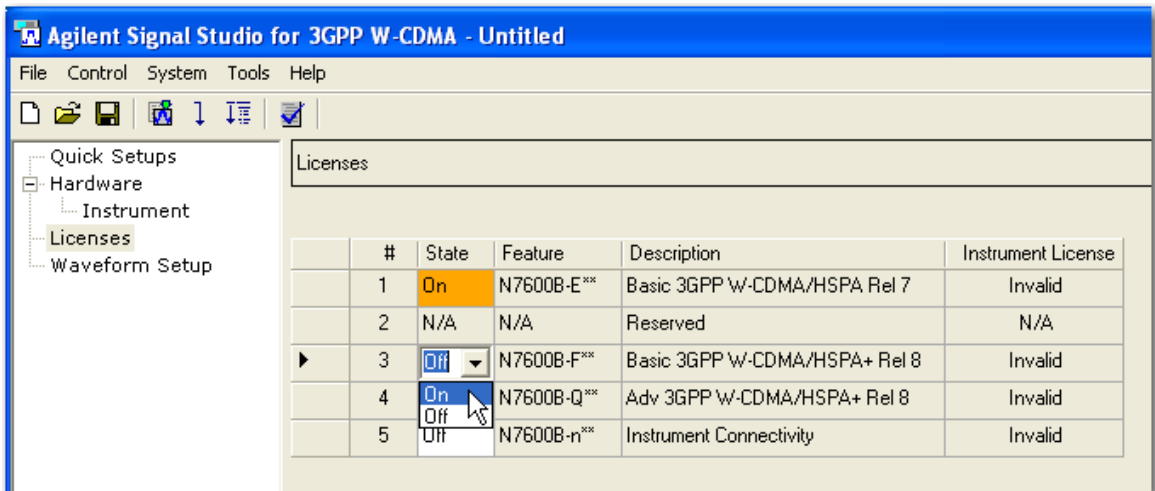 Agilent Signal Studio for 3GPP W-CDMA - Untitled
File Control System Tools Help
Quick Setups
Hardware
Instrument
Licenses
Waveform Setup
Licenses
# State Feature Description Instrument License
1 On N7600B-E** Basic 3GPP W-CDMA/HSPA Rel 7 Invalid
2 N/A N/A Reserved N/A
3 Off N7600B-F** Basic 3GPP W-CDMA/HSPA+ Rel 8 Invalid
On
Off
4 N7600B-Q** Adv 3GPP W-CDMA/HSPA+ Rel 8 Invalid
5 Off N7600B-n** Instrument Connectivity Invalid